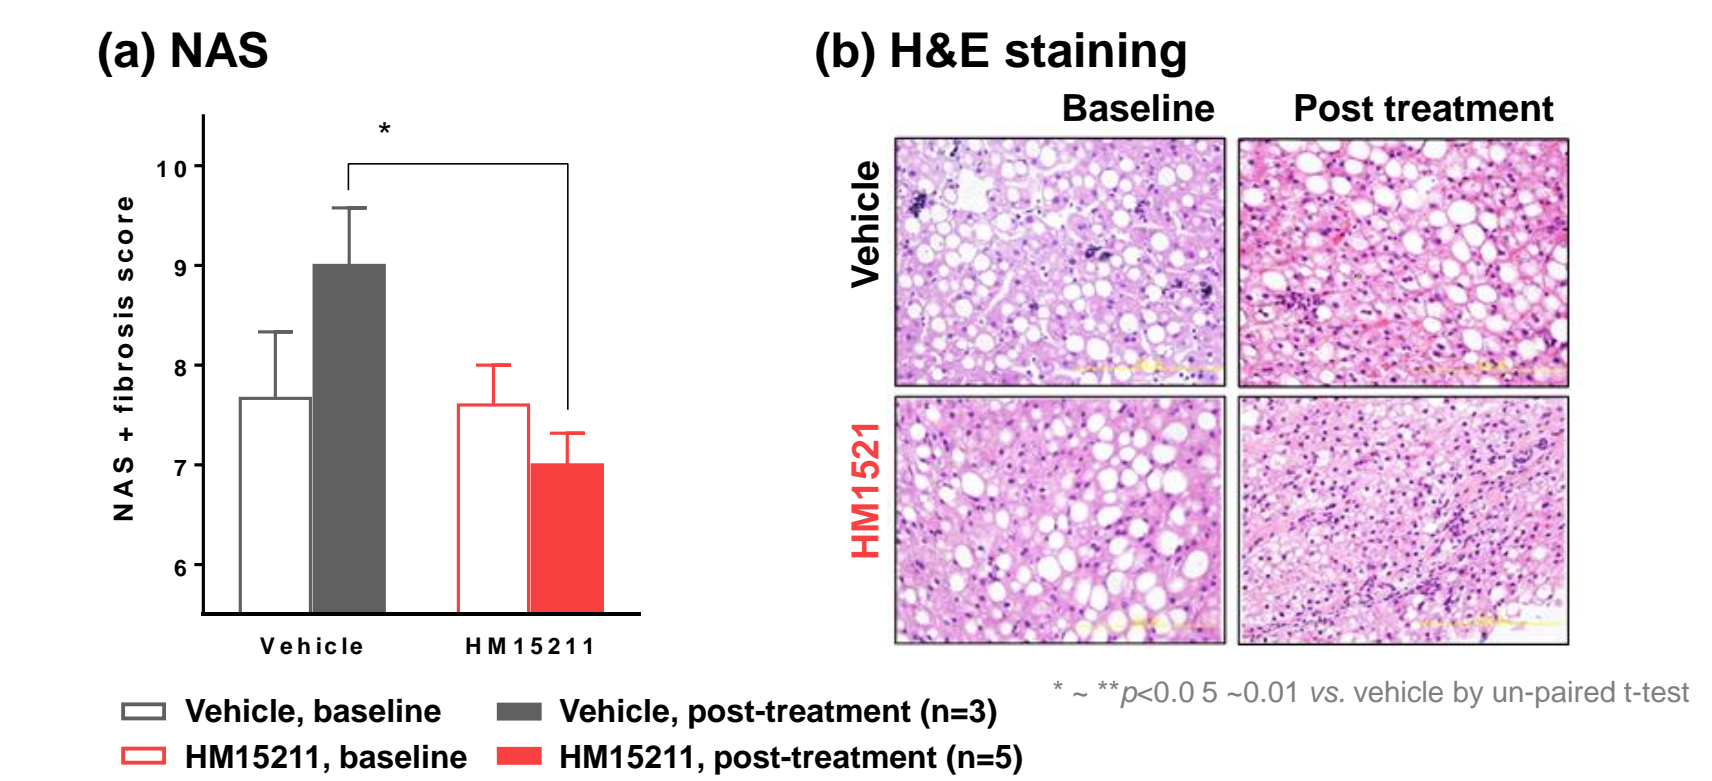 (a) NAS
(b) H&E staining
Baseline
Post treatment
*
10
9
8
7
6
NAS + fibrosis score
Vehicle
HM15211
Vehicle
HM1521
* ~ **p<0.0 5 ~0.01 vs. vehicle by un-paired t-test
Vehicle, baseline
Vehicle, post-treatment (n=3)
HM15211, baseline
HM15211, post-treatment (n=5)